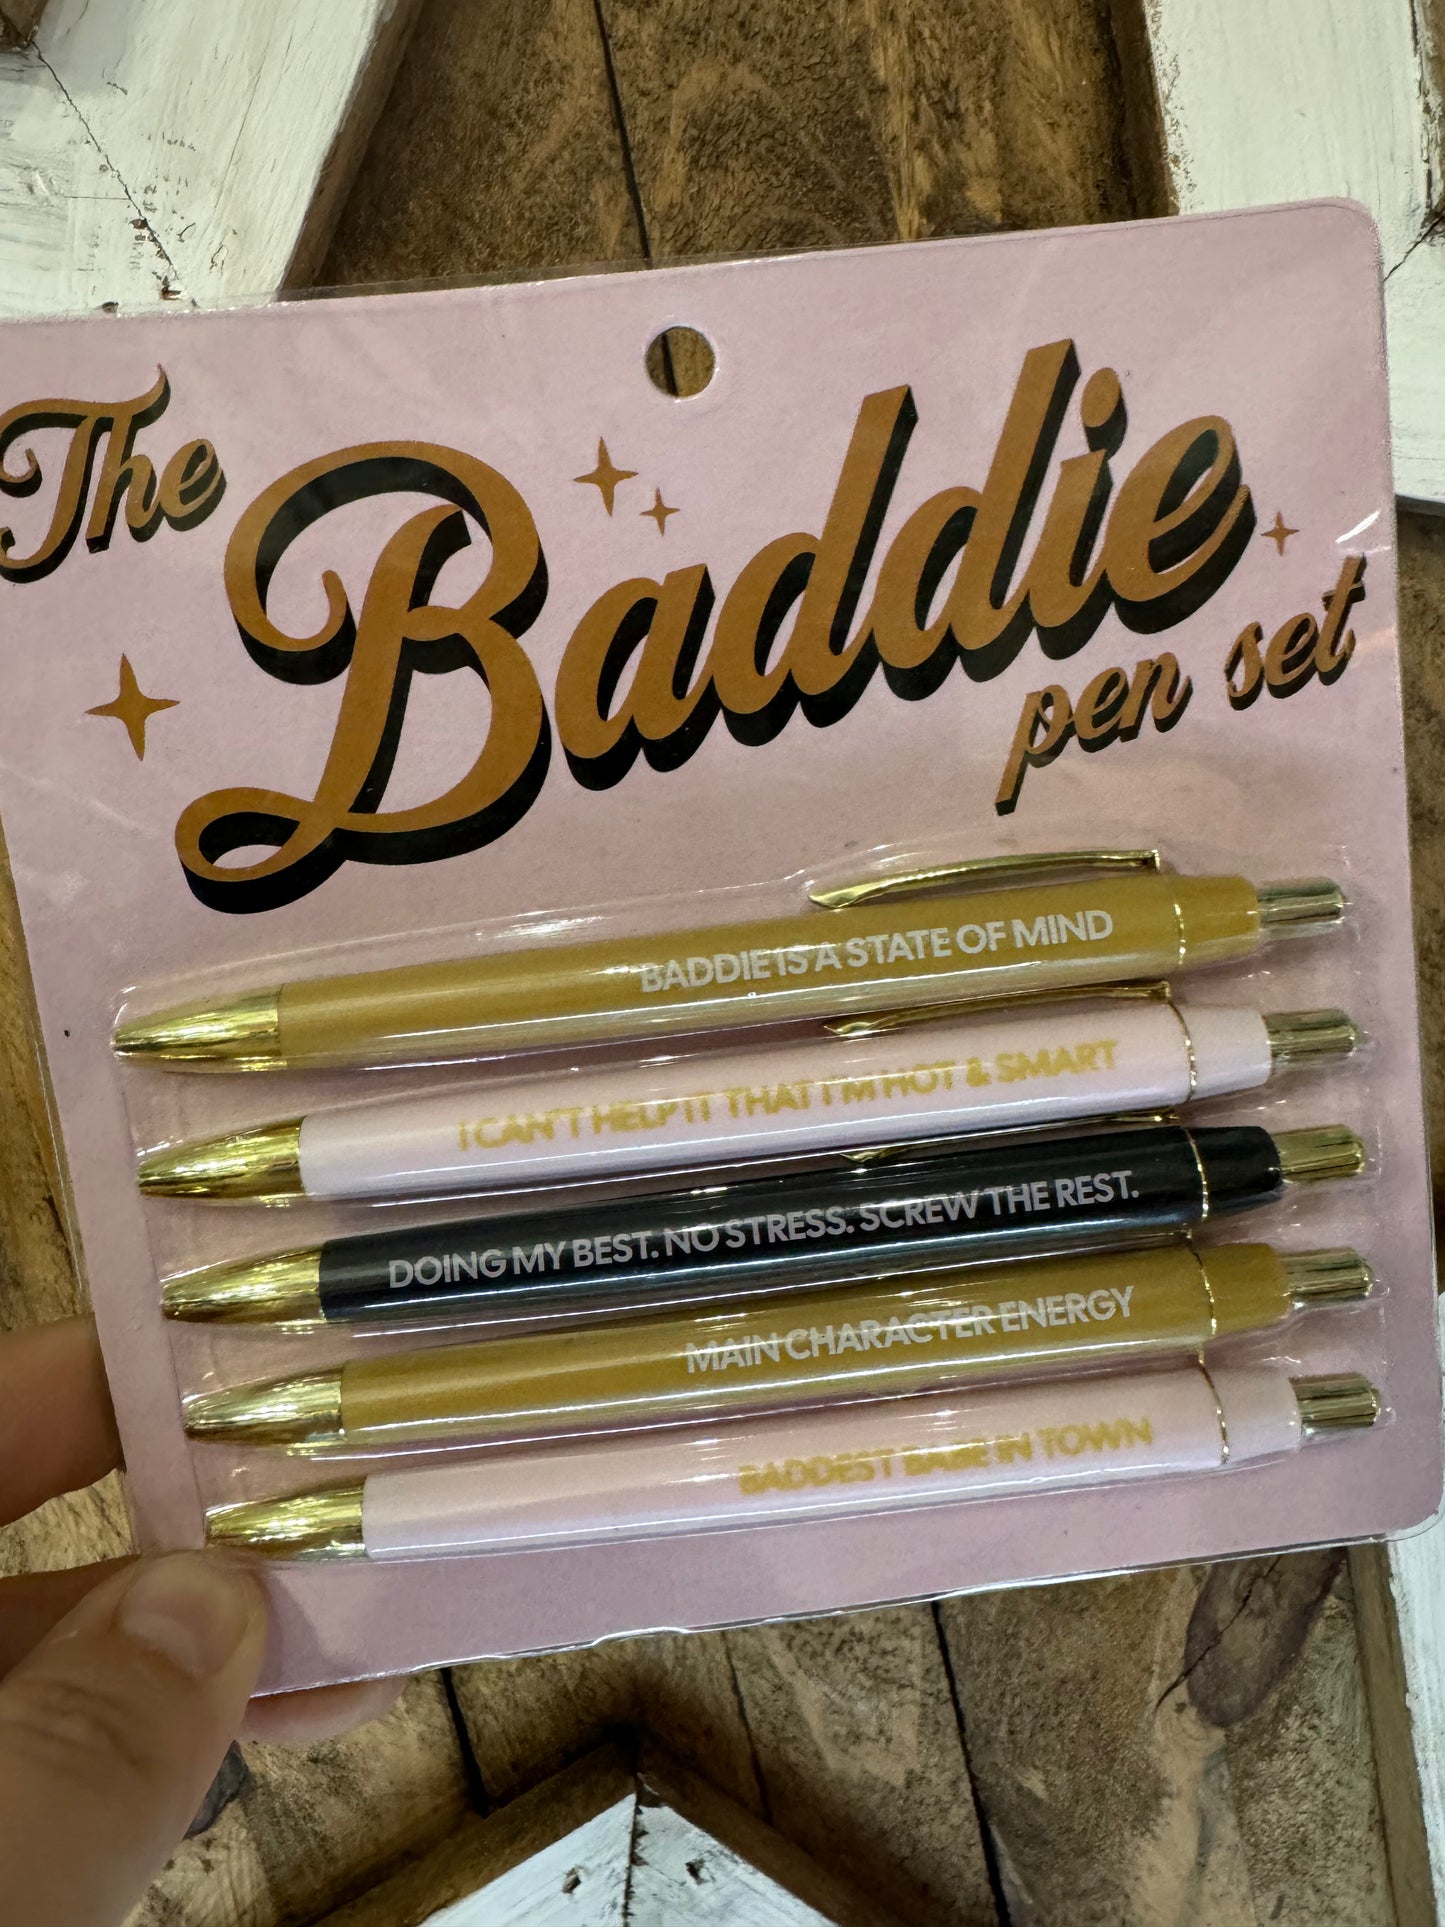 The Baddie
pen set
BADDIE IS A STATE OF MIND
I CAN'T HELP IT THAT I'M HOT & SMART
DOING MY BEST. NO STRESS. SCREW THE REST.
MAIN CHARACTER ENERGY
BADDEST BABE IN TOWN